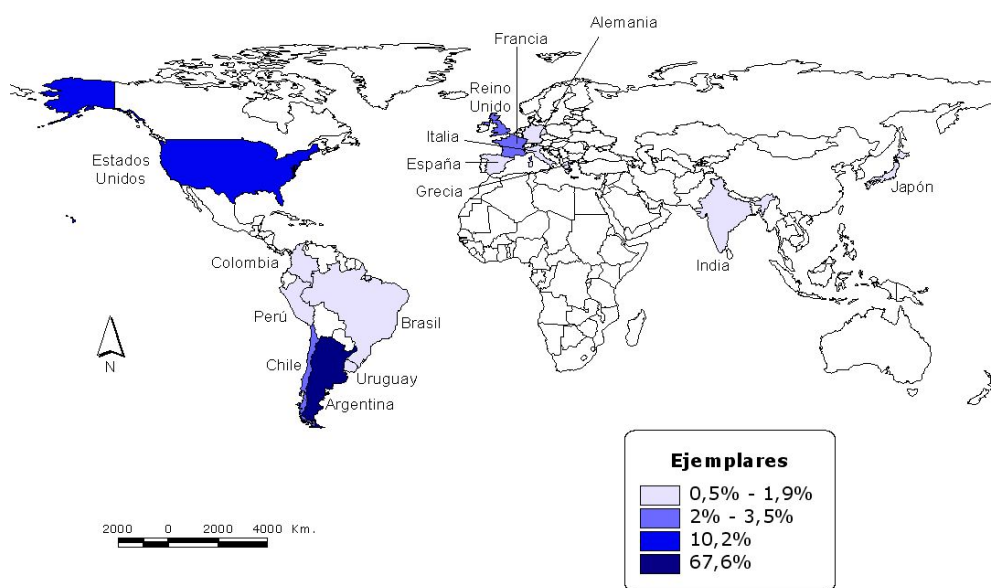 Alemania
Francia
Reino
Unido
Italia
España
Grecia
Estados
Unidos
Japón
India
Colombia
Perú
Brasil
Chile
Uruguay
Argentina
N
Ejemplares
0,5% - 1,9%
2% - 3,5%
10,2%
67,6%
2000 0 2000 4000 Km.